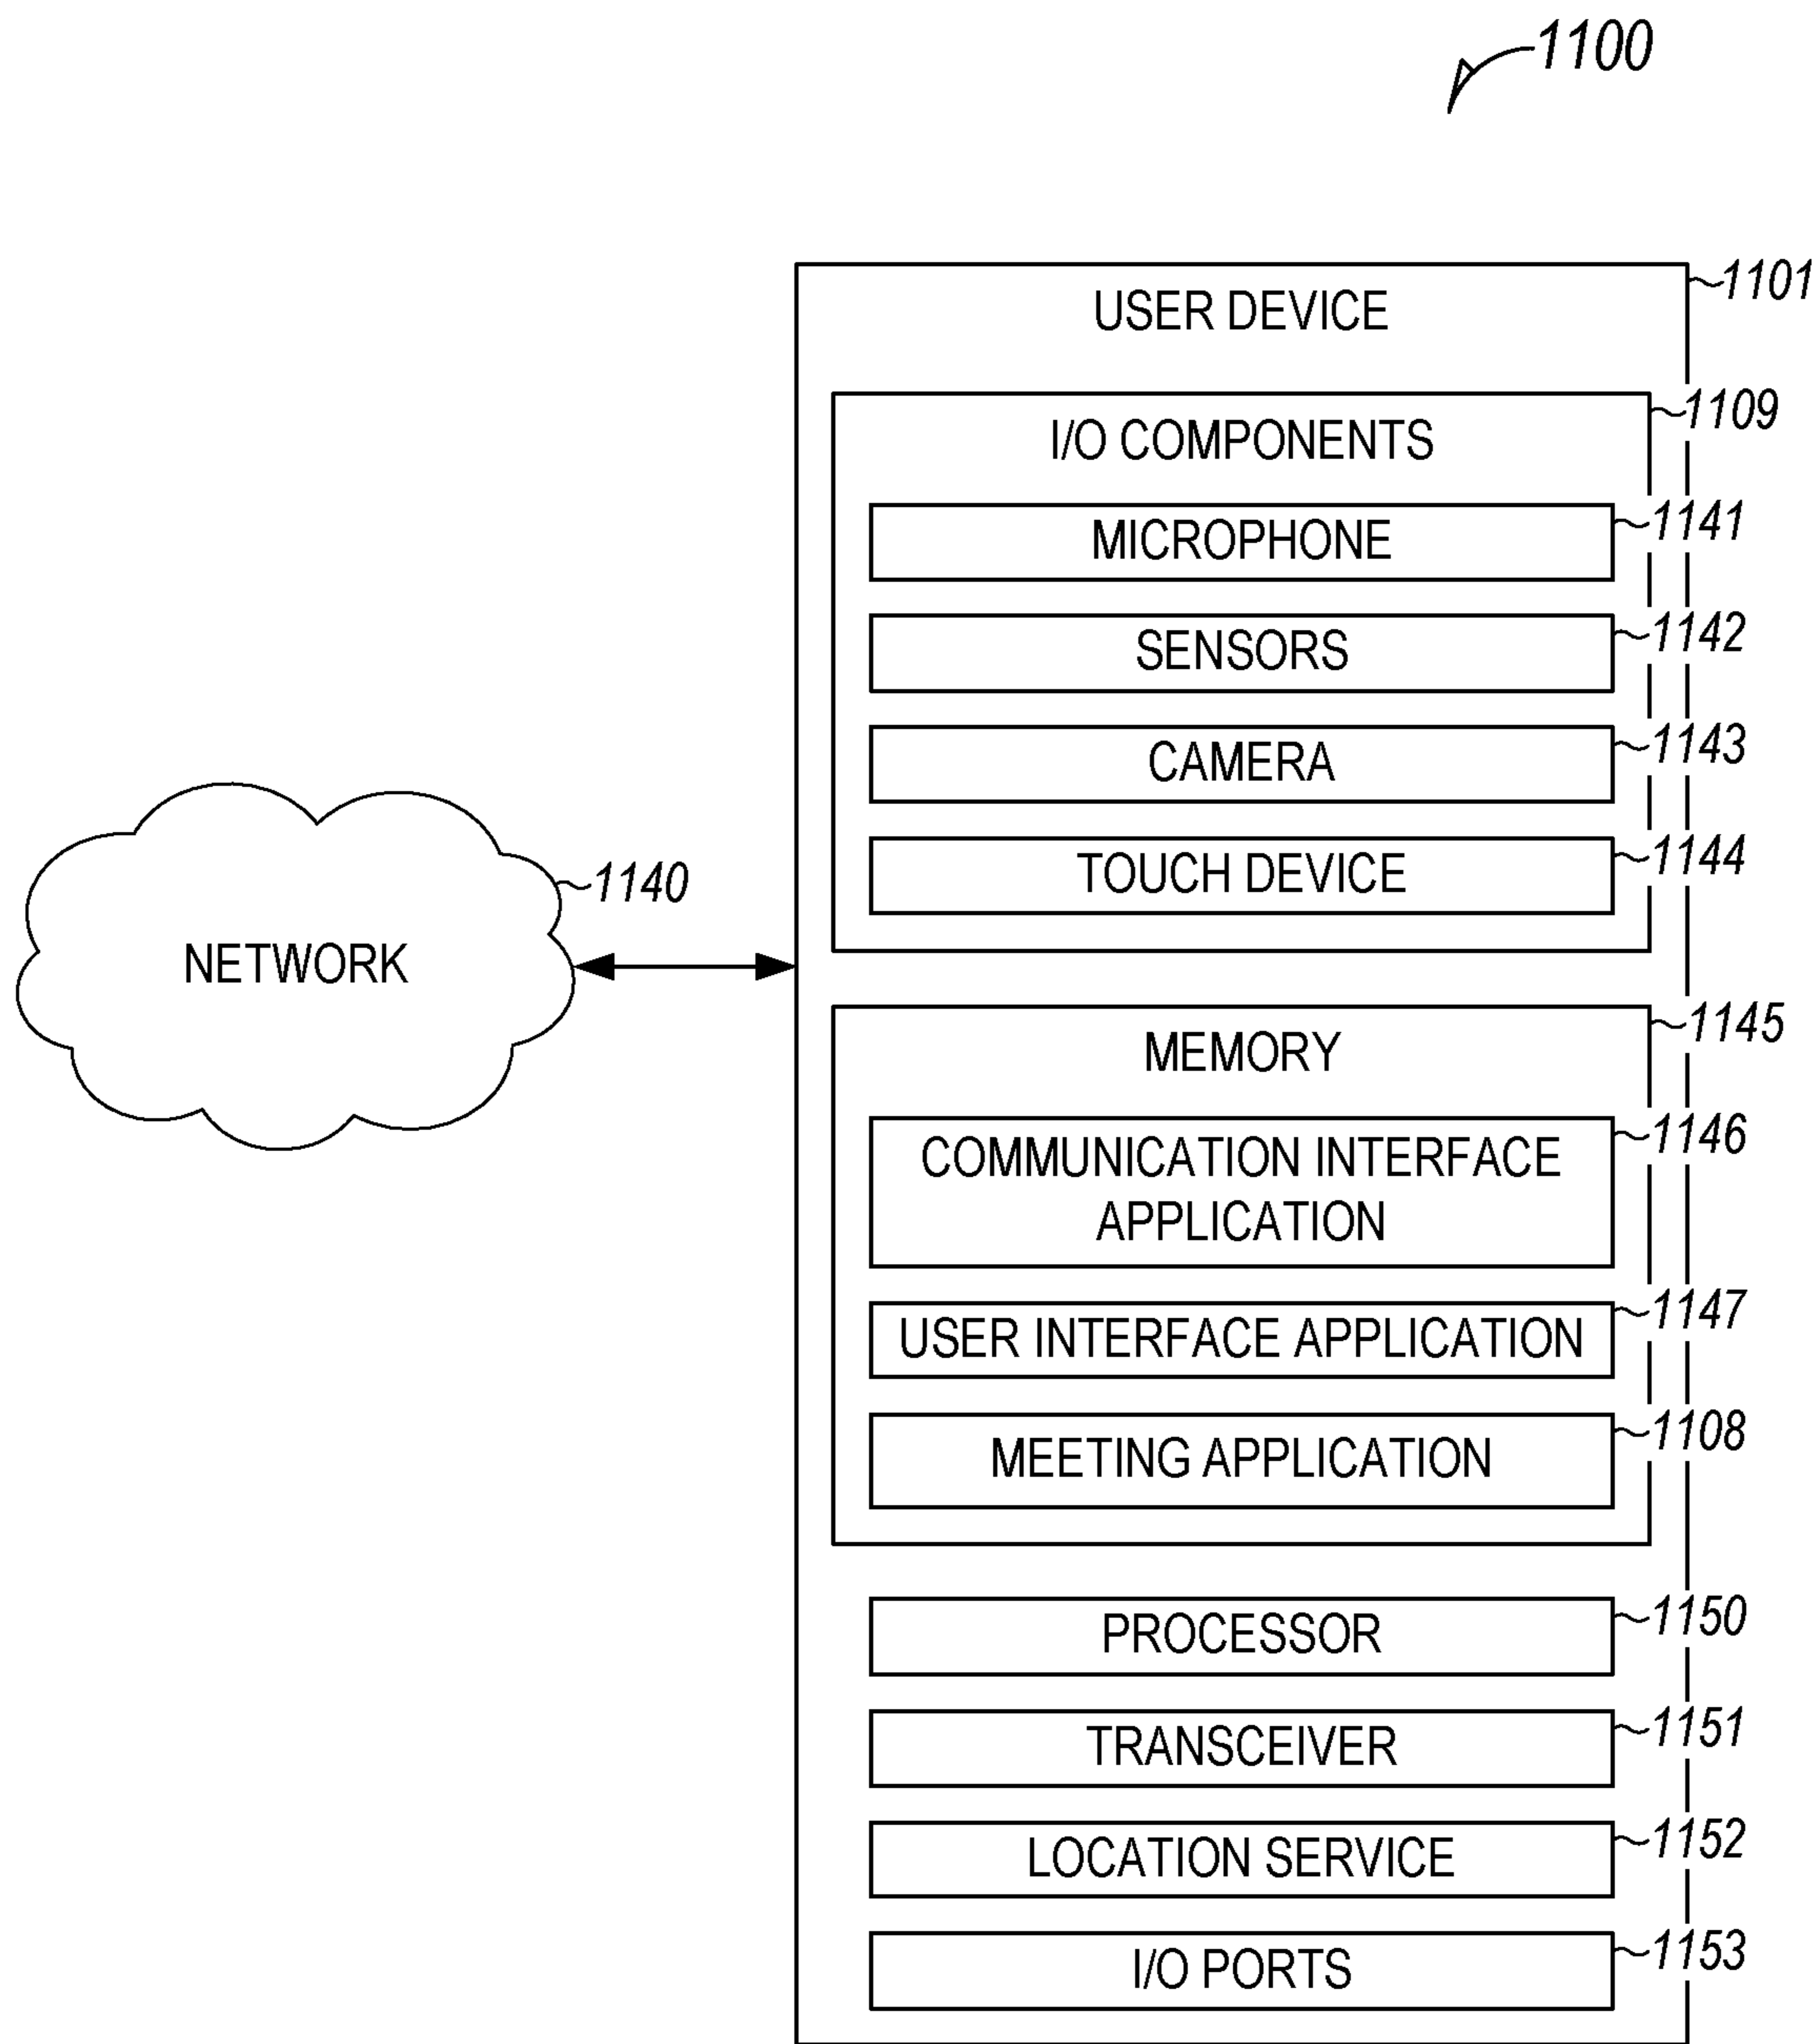 1100
USER DEVICE
1101
I/O COMPONENTS
1109
MICROPHONE
1141
SENSORS
1142
CAMERA
1143
TOUCH DEVICE
1144
NETWORK
1140
MEMORY
1145
COMMUNICATION INTERFACE
APPLICATION
1146
USER INTERFACE APPLICATION
1147
MEETING APPLICATION
1108
PROCESSOR
1150
TRANSCEIVER
1151
LOCATION SERVICE
1152
I/O PORTS
1153